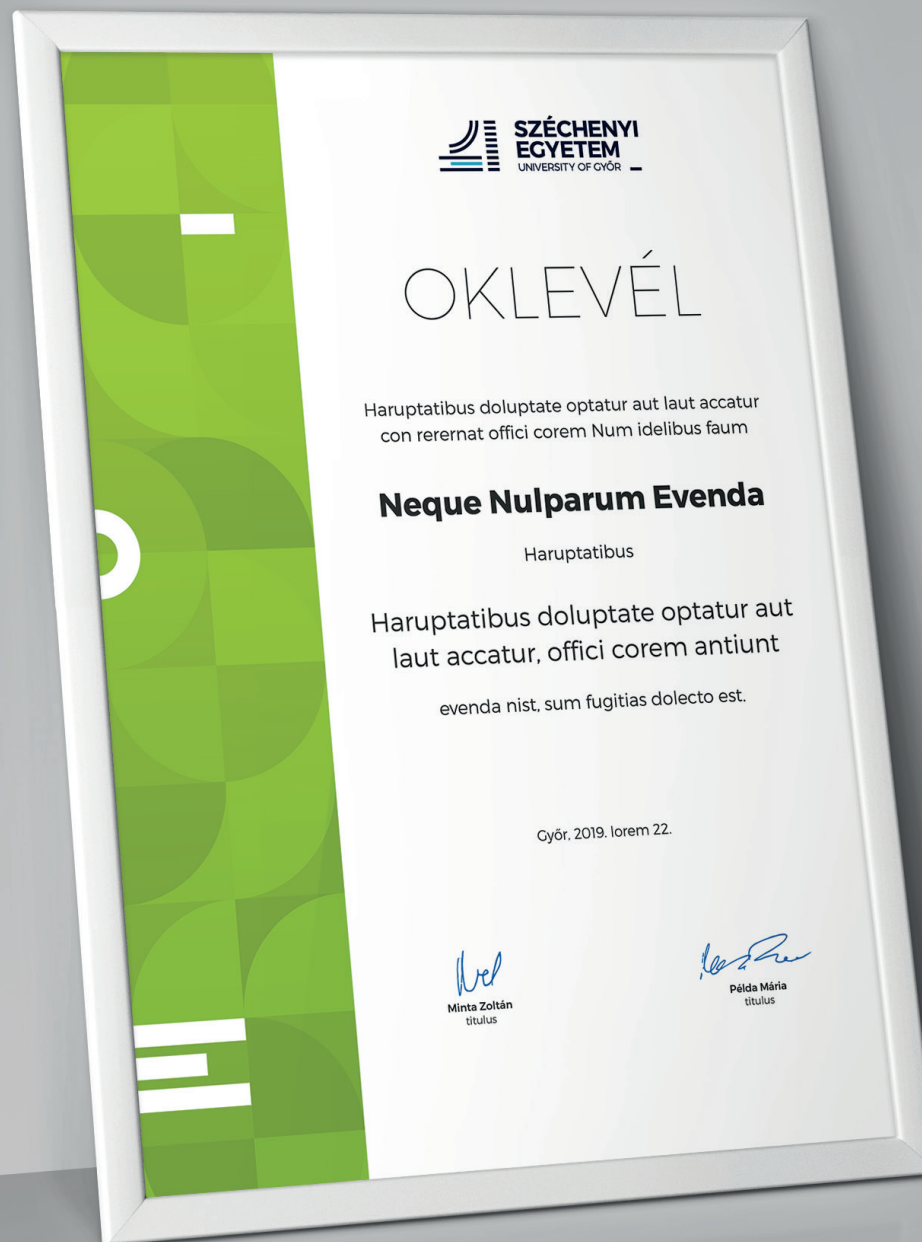 SZÉCHENYI
EGYETEM
UNIVERSITY OF GYŐR
OKLEVÉL
Haruptatibus doluptate optatur aut laut accatur
con rerernat offici corem Num idelibus faum
Neque Nulparum Evenda
Haruptatibus
Haruptatibus doluptate optatur aut
laut accatur, offici corem antiunt
evenda nist, sum fugitias dolecto est.
Győr, 2019. lorem 22.
Minta Zoltán
titulus
Példa Mária
titulus